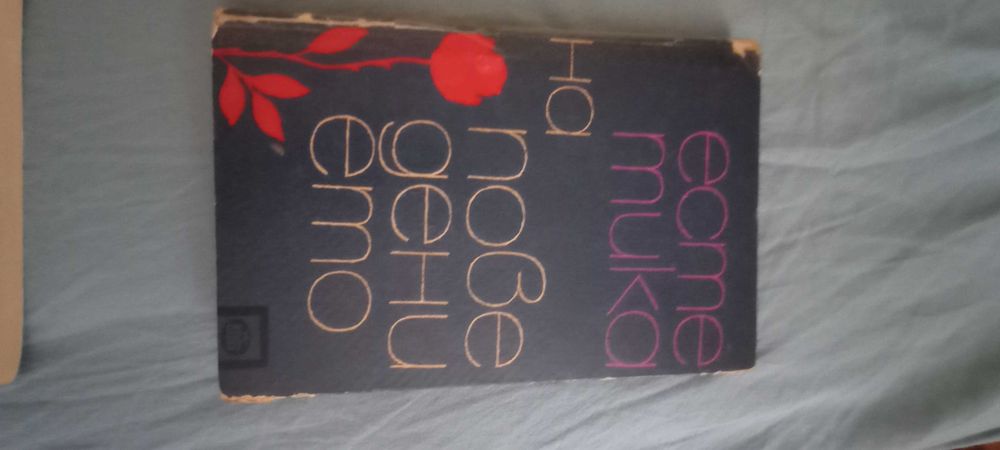 есте
тика
на
пове
дени
ето